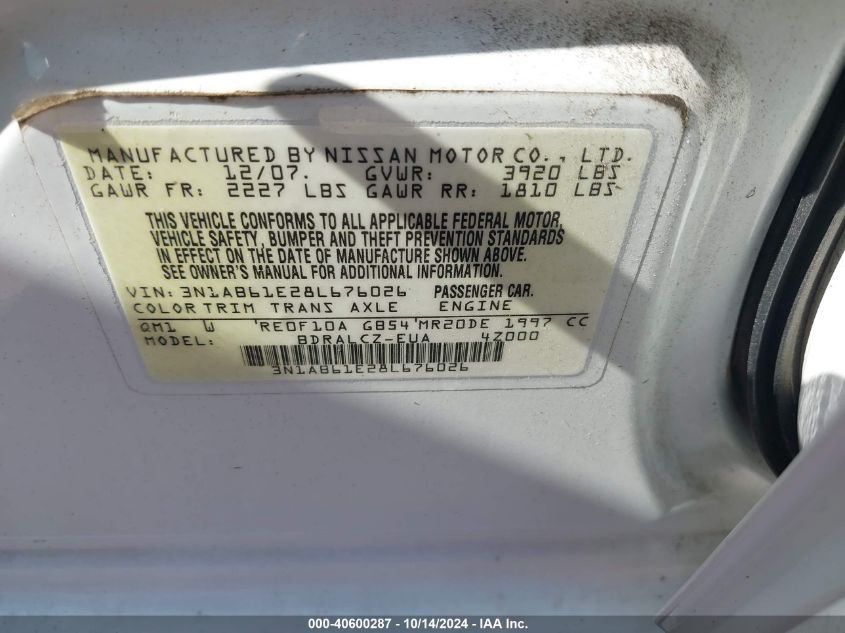 MANUFACTURED BY NISSAN MOTOR CO., LTD.
DATE: 12/07. GVWR: 3920 LBS
GAWR FR: 2227 LBS GAWR RR: 1810 LBS
THIS VEHICLE CONFORMS TO ALL APPLICABLE FEDERAL MOTOR
VEHICLE SAFETY, BUMPER AND THEFT PREVENTION STANDARDS
IN EFFECT ON THE DATE OF MANUFACTURE SHOWN ABOVE.
SEE OWNER'S MANUAL FOR ADDITIONAL INFORMATION.
VIN: 3N1AB61E28L676026 PASSENGER CAR.
COLOR TRIM TRANS AXLE ENGINE
QM1 W 'RE0F10A GB54'MR20DE 1997 CC
MODEL: BDRALCZ-EUA 4Z000
3N1AB61E28L676026
000-40600287 - 10/14/2024 - IAA Inc.